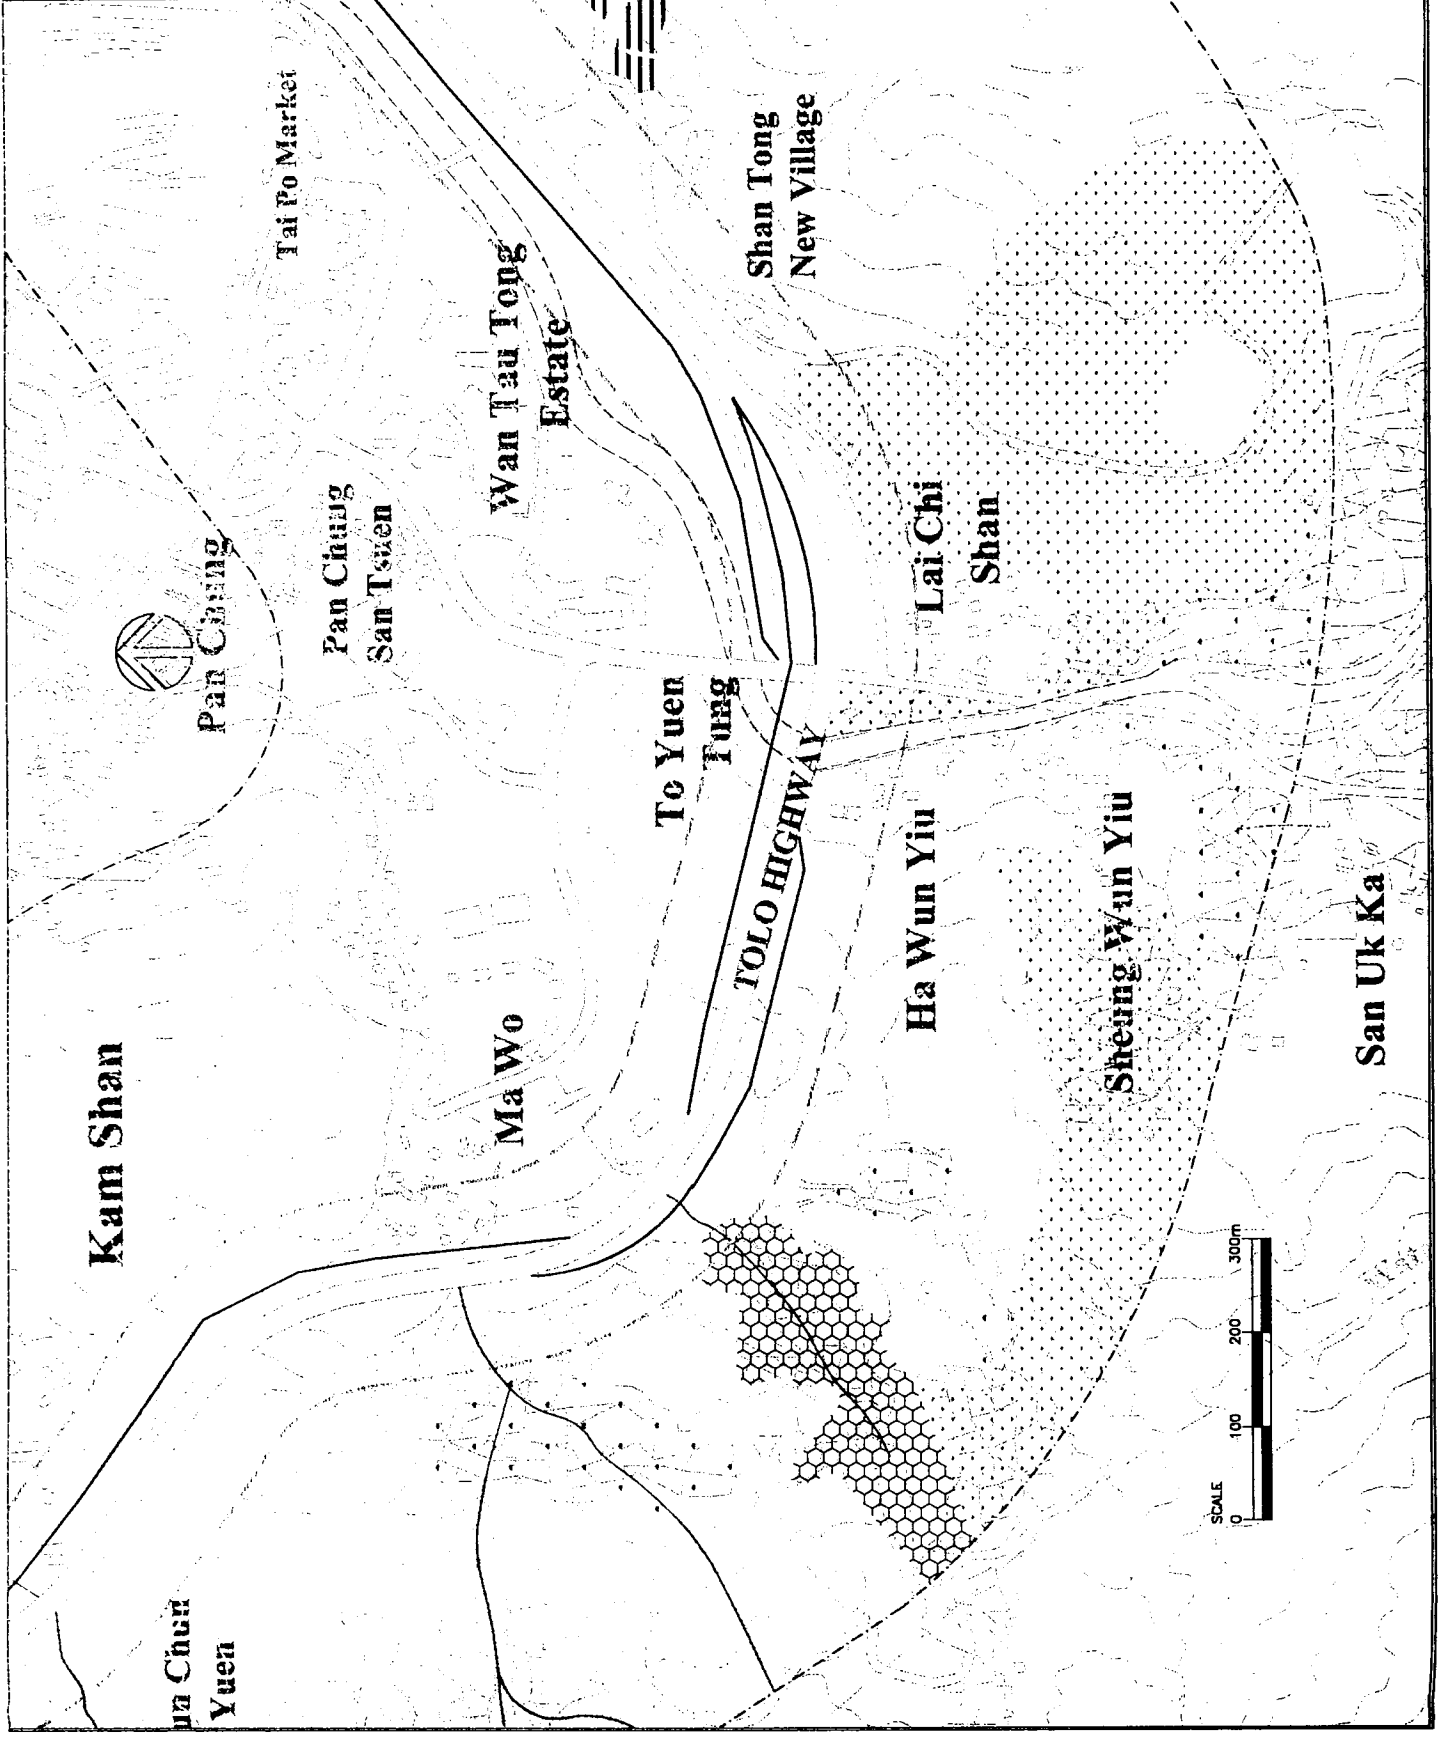 Kam Shan
Pan Chung
Tai Po Market
Pan Chung
San Tsuen
Wan Tau Tong
Estate
Ma Wo
To Yuen
Tung
TOLO HIGHWAY
Shan Tong
New Village
Lai Chi
Shan
Ha Wun Yiu
Sheung Wun Yiu
San Uk Ka
un Chun
Yuen
SCALE
0 100 200 300m